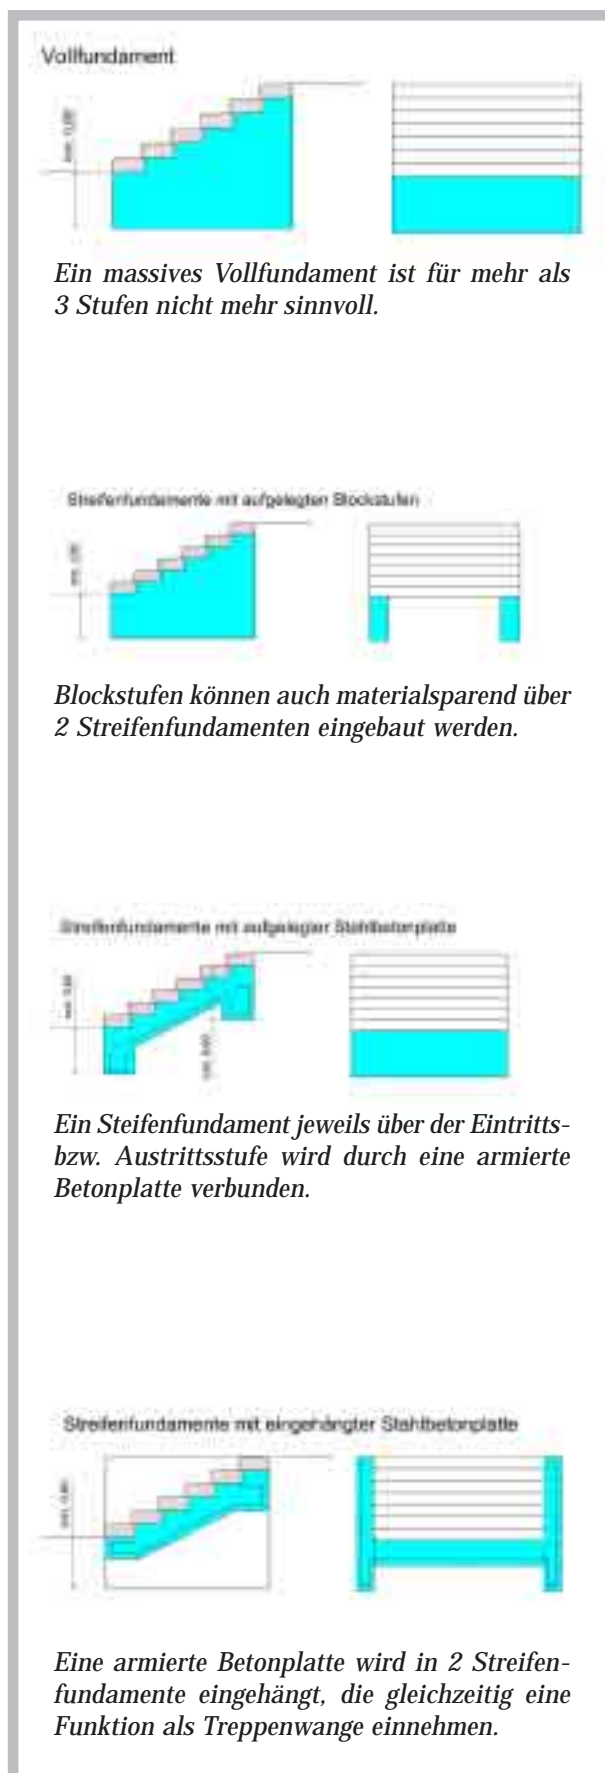 Vollfundament
Ein massives Vollfundament ist für mehr als
3 Stufen nicht mehr sinnvoll.
Streifenfundamente mit aufgelegten Blockstufen
Blockstufen können auch materialsparend über
2 Streifenfundamenten eingebaut werden.
Streifenfundamente mit aufgelegter Stahlbetonplatte
Ein Steifenfundament jeweils über der Eintritts-
bzw. Austrittsstufe wird durch eine armierte
Betonplatte verbunden.
Streifenfundamente mit eingehängter Stahlbetonplatte
Eine armierte Betonplatte wird in 2 Streifen-
fundamente eingehängt, die gleichzeitig eine
Funktion als Treppenwange einnehmen.